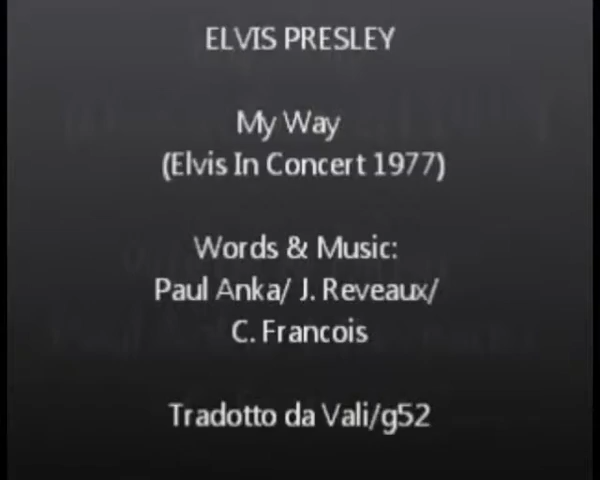 ELVIS PRESLEY
My Way
(Elvis In Concert 1977)
Words & Music:
Paul Anka/ J. Reveaux/
C. Francois
Tradotto da Vali/g52